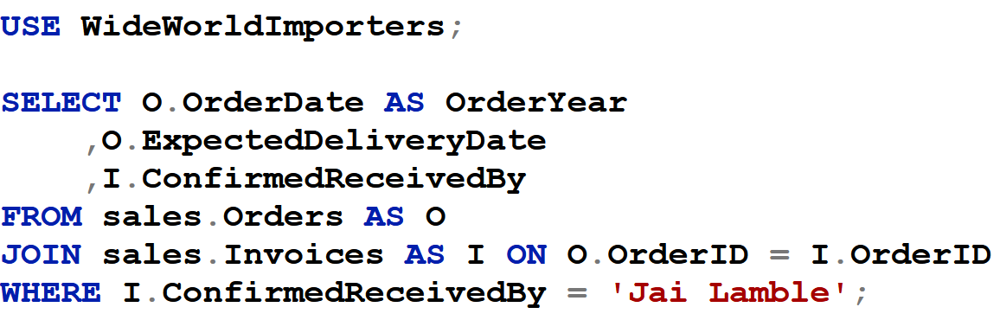 USE WideWorldImporters;
SELECT O.OrderDate AS OrderYear
,O.ExpectedDeliveryDate
,I.ConfirmedReceivedBy
FROM sales.Orders AS O
JOIN sales.Invoices AS I ON O.OrderID = I.OrderID
WHERE I.ConfirmedReceivedBy = 'Jai Lamble';